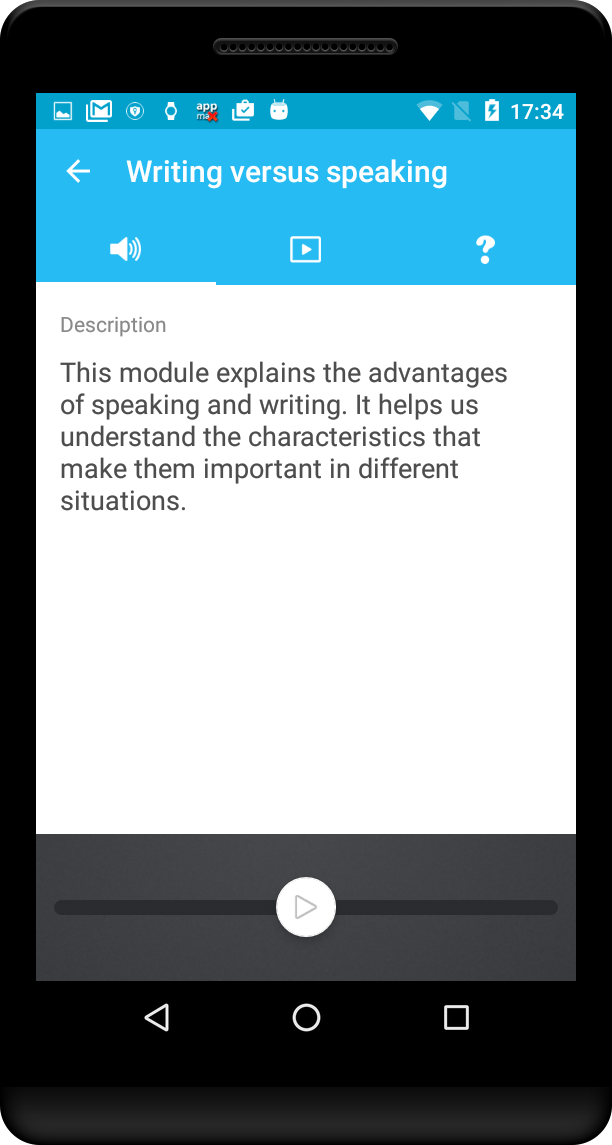 app
17:34
Writing versus speaking
?
Description
This module explains the advantages
of speaking and writing. It helps us
understand the characteristics that
make them important in different
situations.